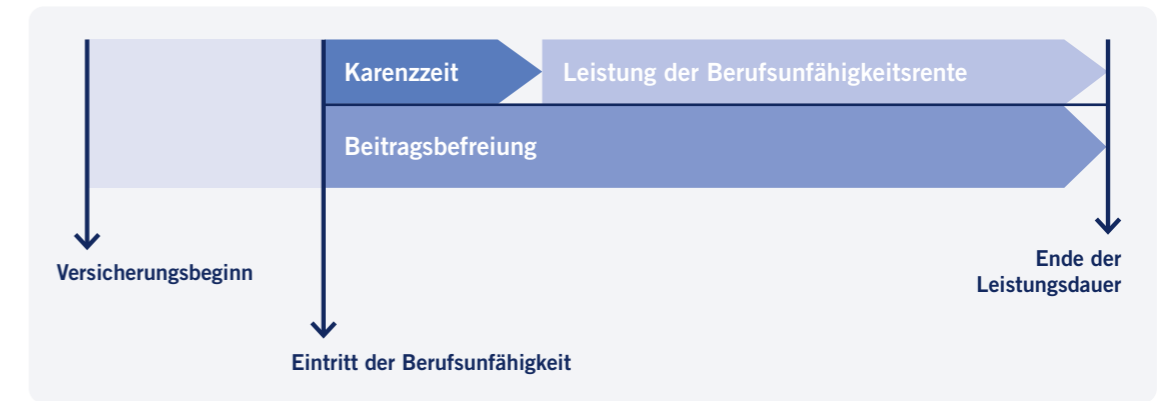 Karenzzeit
Leistung der Berufsunfähigkeitsrente
Beitragsbefreiung
Versicherungsbeginn
Ende der
Leistungsdauer
Eintritt der Berufsunfähigkeit